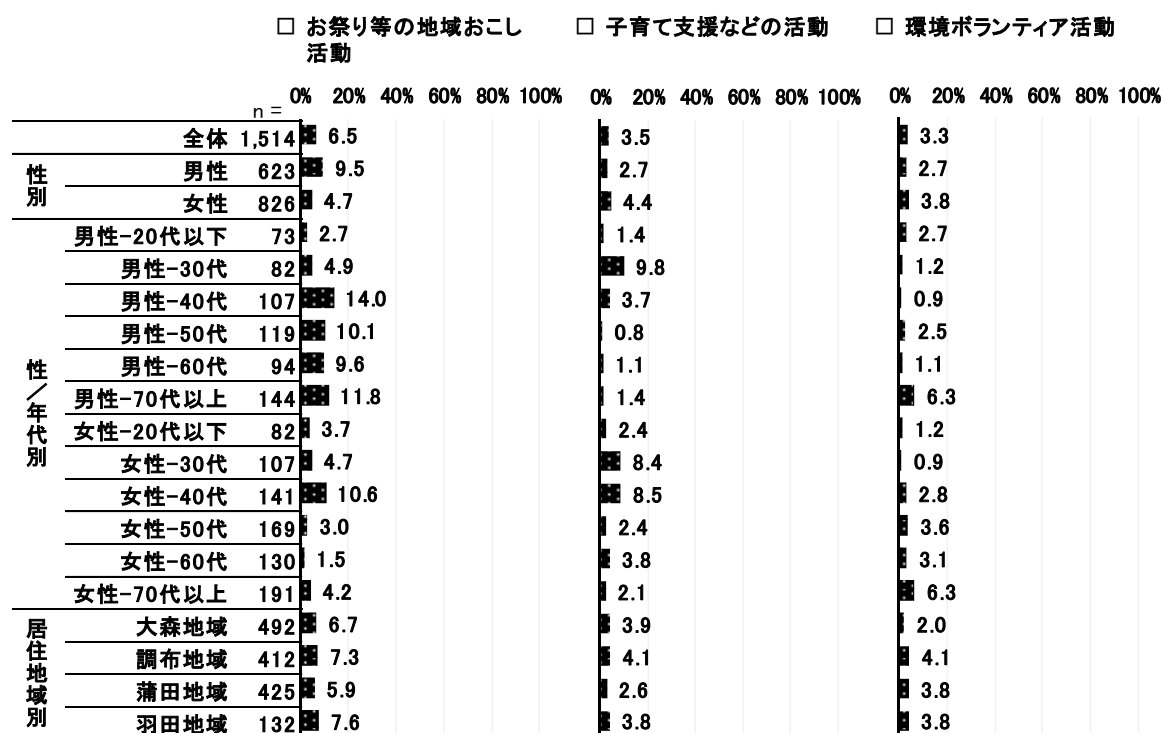 □ お祭り等の地域おこし活動 □ 子育て支援などの活動 □ 環境ボランティア活動
n = 0% 20% 40% 60% 80% 100% 0% 20% 40% 60% 80% 100% 0% 20% 40% 60% 80% 100%
全体 1,514 6.5 3.5 3.3
性別
男性 623 9.5 2.7 2.7
女性 826 4.7 4.4 3.8
性/年代別
男性-20代以下 73 2.7 1.4 2.7
男性-30代 82 4.9 9.8 1.2
男性-40代 107 14.0 3.7 0.9
男性-50代 119 10.1 0.8 2.5
男性-60代 94 9.6 1.1 1.1
男性-70代以上 144 11.8 1.4 6.3
女性-20代以下 82 3.7 2.4 1.2
女性-30代 107 4.7 8.4 0.9
女性-40代 141 10.6 8.5 2.8
女性-50代 169 3.0 2.4 3.6
女性-60代 130 1.5 3.8 3.1
女性-70代以上 191 4.2 2.1 6.3
居住地域別
大森地域 492 6.7 3.9 2.0
調布地域 412 7.3 4.1 4.1
蒲田地域 425 5.9 2.6 3.8
羽田地域 132 7.6 3.8 3.8